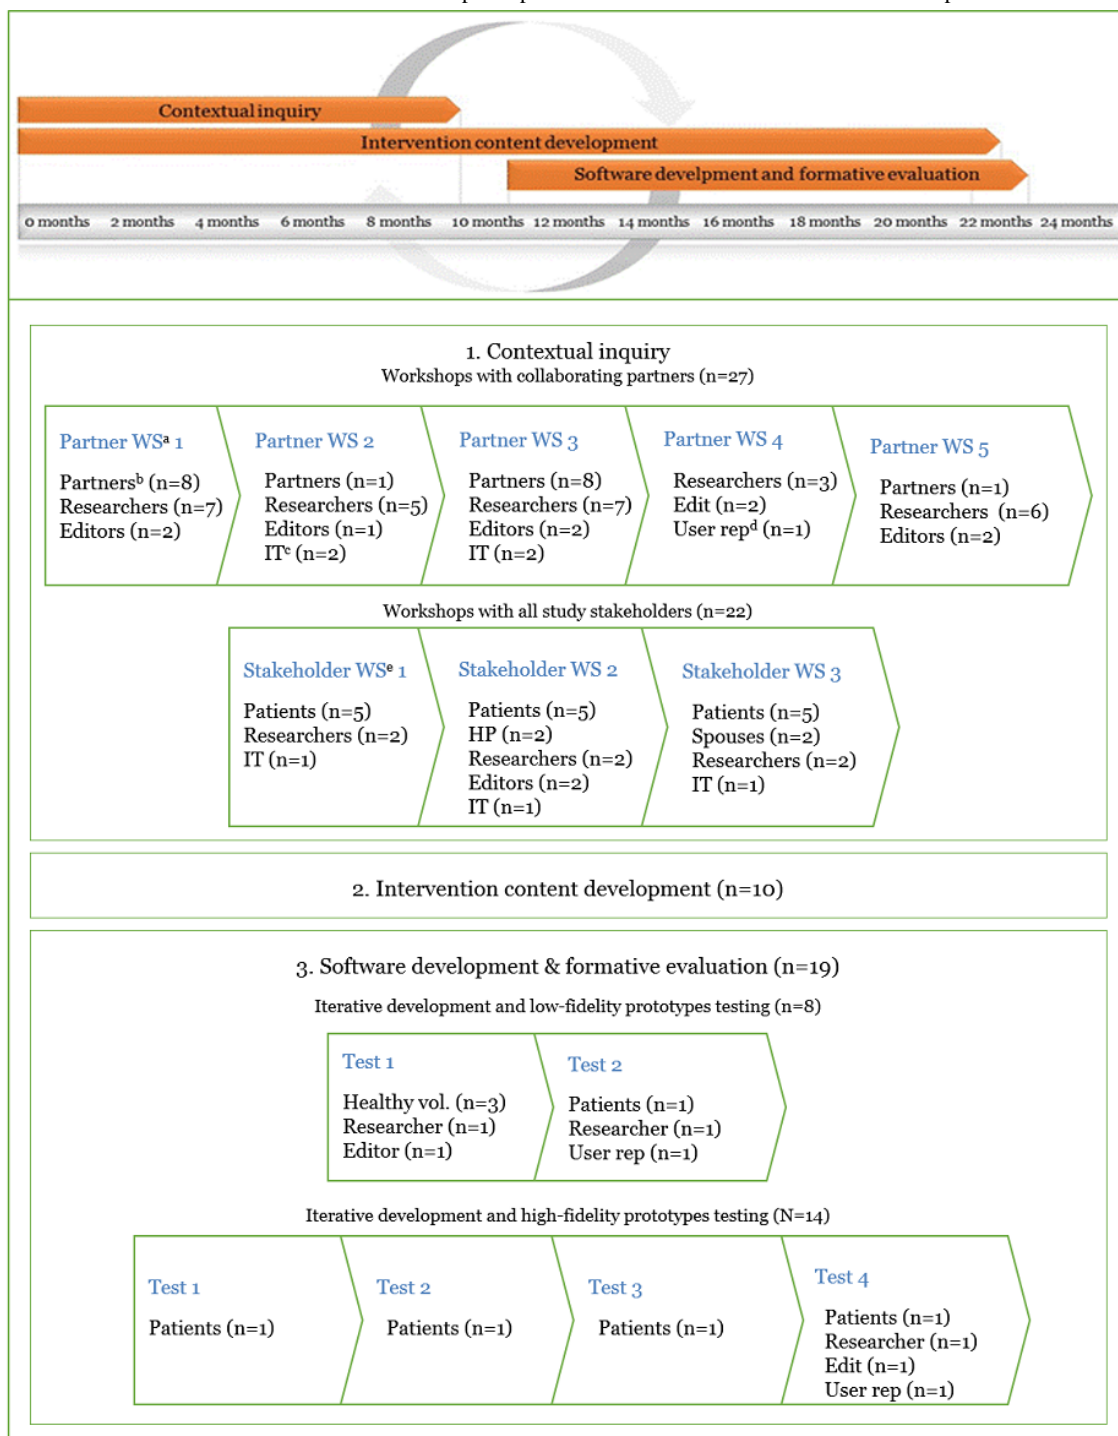 Contextual inquiry
Intervention content development
Software develpment and formative evaluation
0 months 2 months 4 months 6 months 8 months 10 months 12 months 14 months 16 months 18 months 20 months 22 months 24 months
1. Contextual inquiry
Workshops with collaborating partners (n=27)
Partner WSᵃ 1
Partnersᵇ (n=8)
Researchers (n=7)
Editors (n=2)
Partner WS 2
Partners (n=1)
Researchers (n=5)
Editors (n=1)
ITᶜ (n=2)
Partner WS 3
Partners (n=8)
Researchers (n=7)
Editors (n=2)
IT (n=2)
Partner WS 4
Researchers (n=3)
Edit (n=2)
User repᵈ (n=1)
Partner WS 5
Partners (n=1)
Researchers (n=6)
Editors (n=2)
Workshops with all study stakeholders (n=22)
Stakeholder WSᵉ 1
Patients (n=5)
Researchers (n=2)
IT (n=1)
Stakeholder WS 2
Patients (n=5)
HP (n=2)
Researchers (n=2)
Editors (n=2)
IT (n=1)
Stakeholder WS 3
Patients (n=5)
Spouses (n=2)
Researchers (n=2)
IT (n=1)
2. Intervention content development (n=10)
3. Software development & formative evaluation (n=19)
Iterative development and low-fidelity prototypes testing (n=8)
Test 1
Healthy vol. (n=3)
Researcher (n=1)
Editor (n=1)
Test 2
Patients (n=1)
Researcher (n=1)
User rep (n=1)
Iterative development and high-fidelity prototypes testing (N=14)
Test 1
Patients (n=1)
Test 2
Patients (n=1)
Test 3
Patients (n=1)
Test 4
Patients (n=1)
Researcher (n=1)
Edit (n=1)
User rep (n=1)